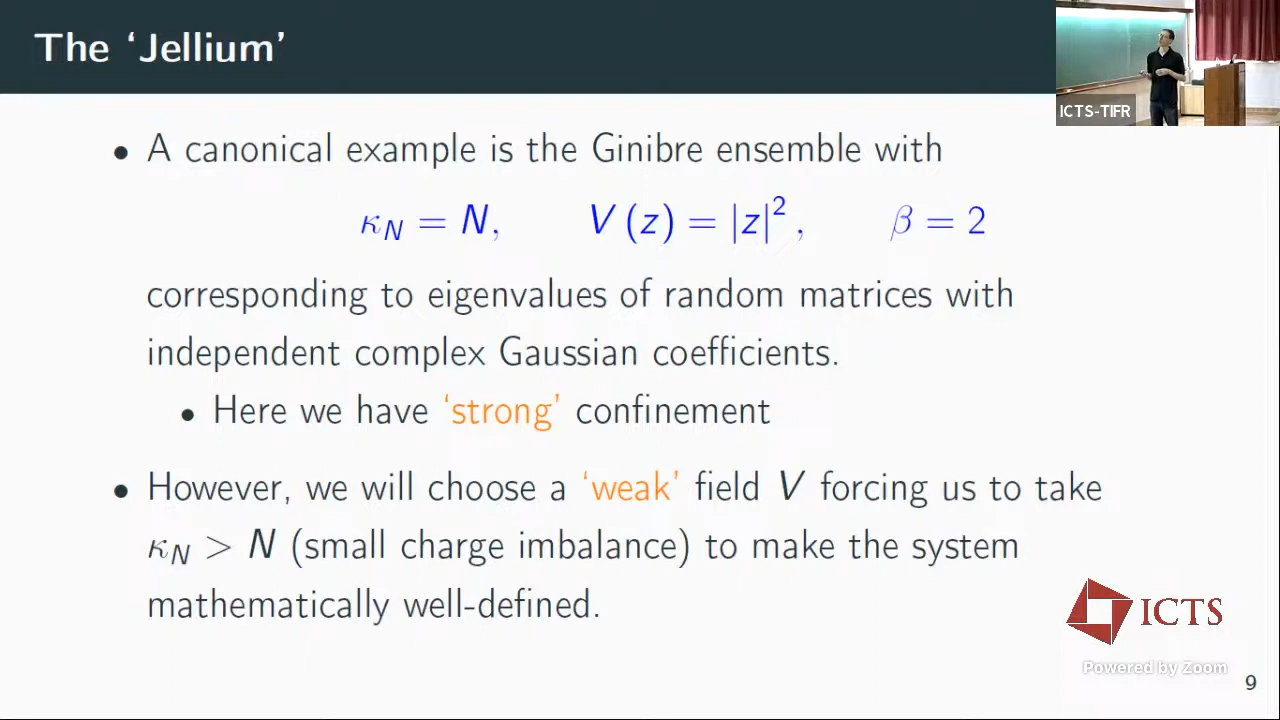 The ‘Jellium’
ICTS-TIFR
• A canonical example is the Ginibre ensemble with
κ_N = N,    V(z) = |z|²,    β = 2
corresponding to eigenvalues of random matrices with
independent complex Gaussian coefficients.
• Here we have ‘strong’ confinement
• However, we will choose a ‘weak’ field V forcing us to take
κ_N > N (small charge imbalance) to make the system
mathematically well-defined.
ICTS
Powered by Zoom
9